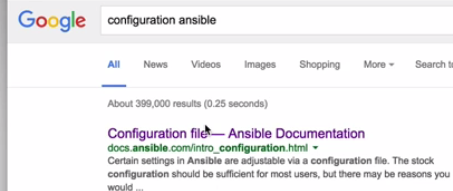 Google configuration ansible
All News Videos Images Shopping More Search
About 399,000 results (0.25 seconds)
Configuration file — Ansible Documentation
docs.ansible.com/intro_configuration.html
Certain settings in Ansible are adjustable via a configuration file. The stock
configuration should be sufficient for most users, but there may be reasons you
would ...